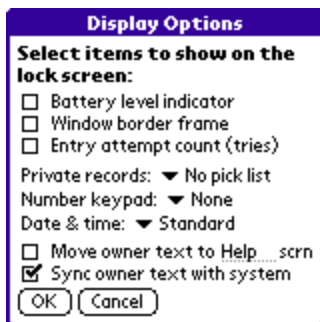 Display Options
Select items to show on the
lock screen:
Battery level indicator
Window border frame
Entry attempt count (tries)
Private records: No pick list
Number keypad: None
Date & time: Standard
Move owner text to Help scrn
Sync owner text with system
OK Cancel